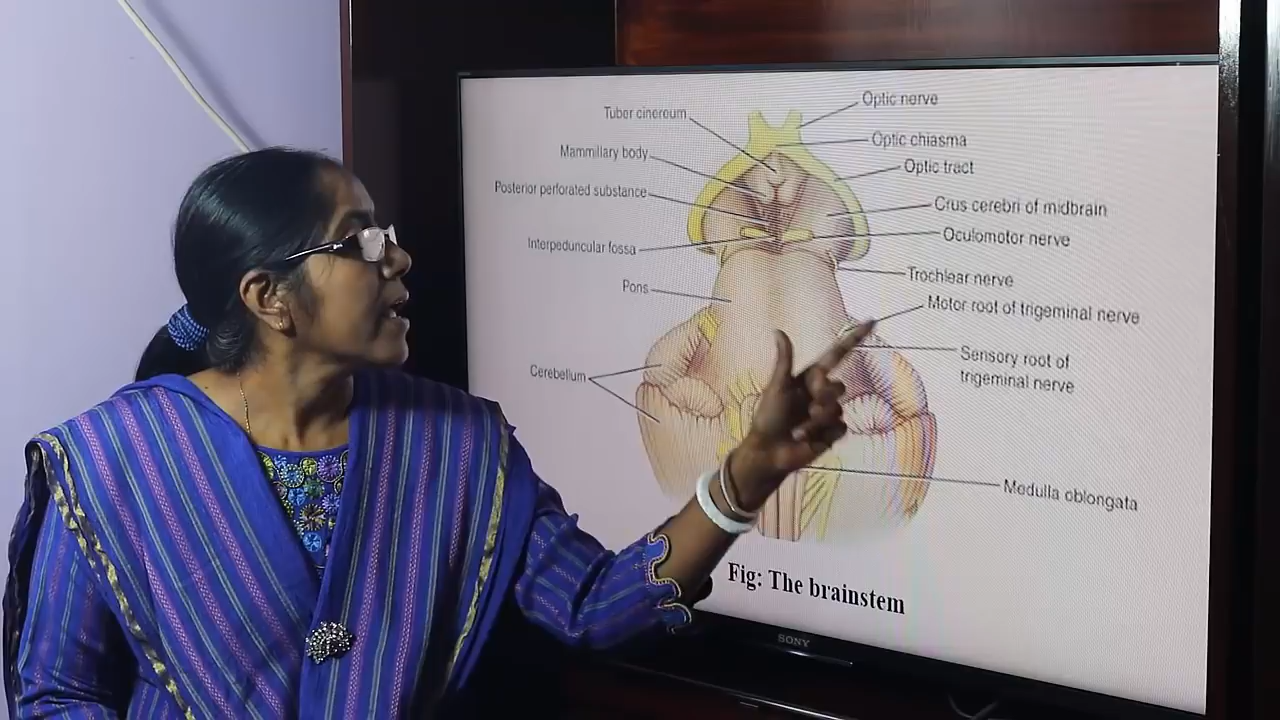 Optic nerve
Tuber cinereum
Optic chiasma
Mammillary body
Optic tract
Posterior perforated substance
Crus cerebri of midbrain
Interpeduncular fossa
Oculomotor nerve
Trochlear nerve
Pons
Motor root of trigeminal nerve
Sensory root of
trigeminal nerve
Cerebellum
Medulla oblongata
Fig: The brainstem
SONY